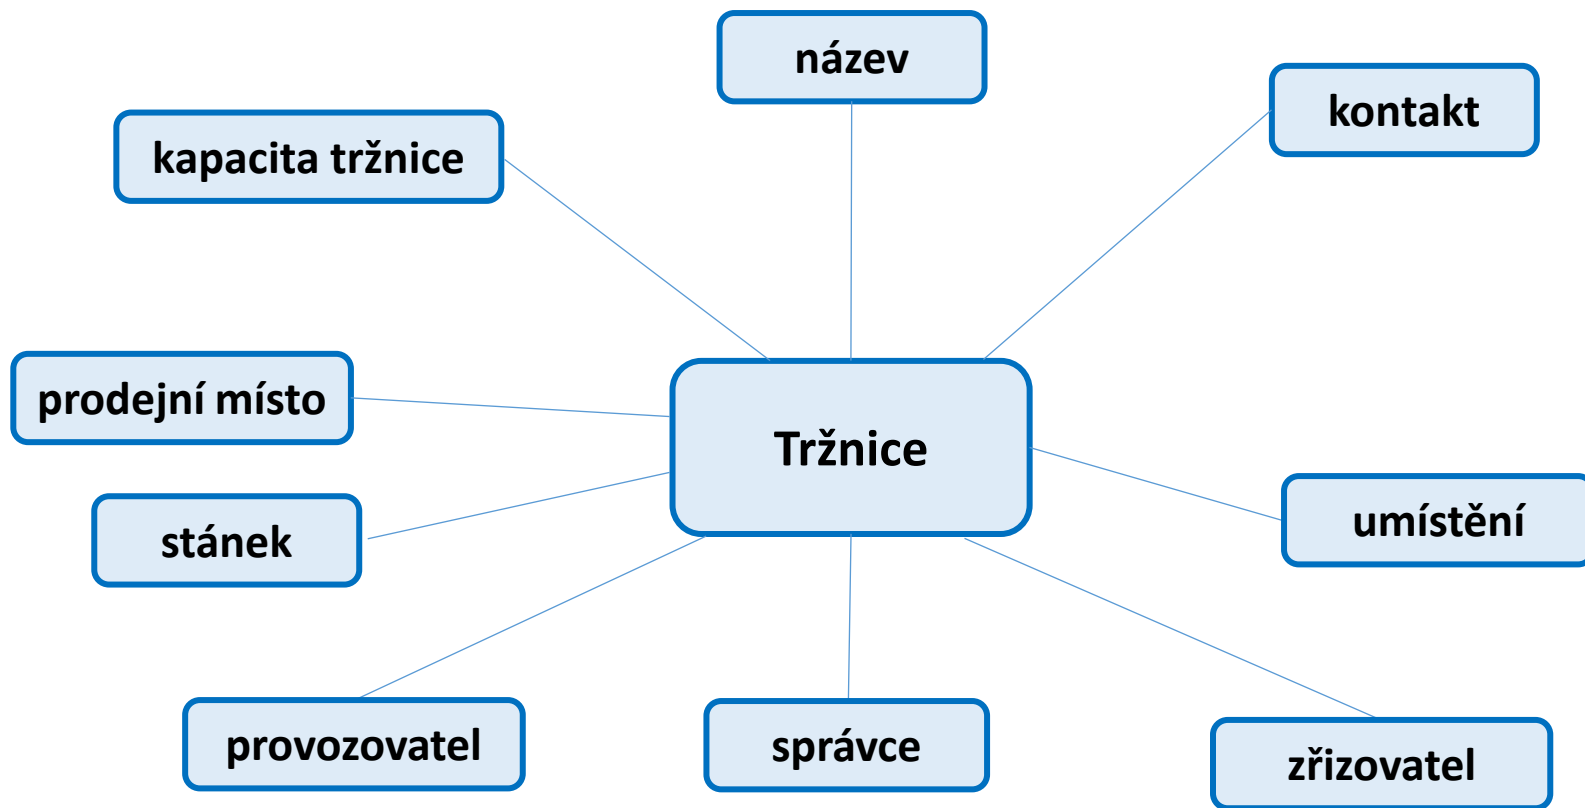 název
kontakt
kapacita tržnice
prodejní místo
Tržnice
stánek
umístění
provozovatel
správce
zřizovatel